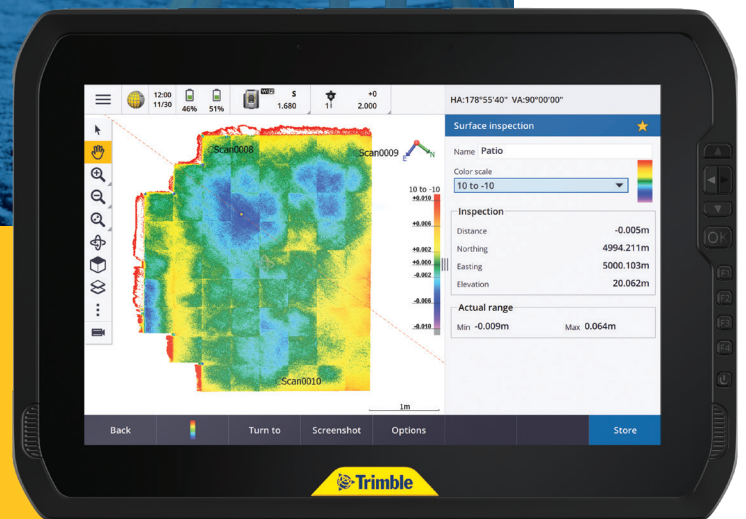 12:00
11/30
46%
51%
S
1.680
1
+0
2.000
HA:178°55'40" VA:90°00'00"
Scan0008
Scan0009
E
N
Scan0010
10 to -10
+0.010
+0.006
+0.002
+0.000
-0.002
-0.006
-0.010
1m
Surface inspection
Name Patio
Color scale
10 to -10
Inspection
Distance -0.005m
Northing 4994.211m
Easting 5000.103m
Elevation 20.062m
Actual range
Min -0.009m Max 0.064m
Back Turn to Screenshot Options Store
OK
F1
F2
F3
F4
Trimble